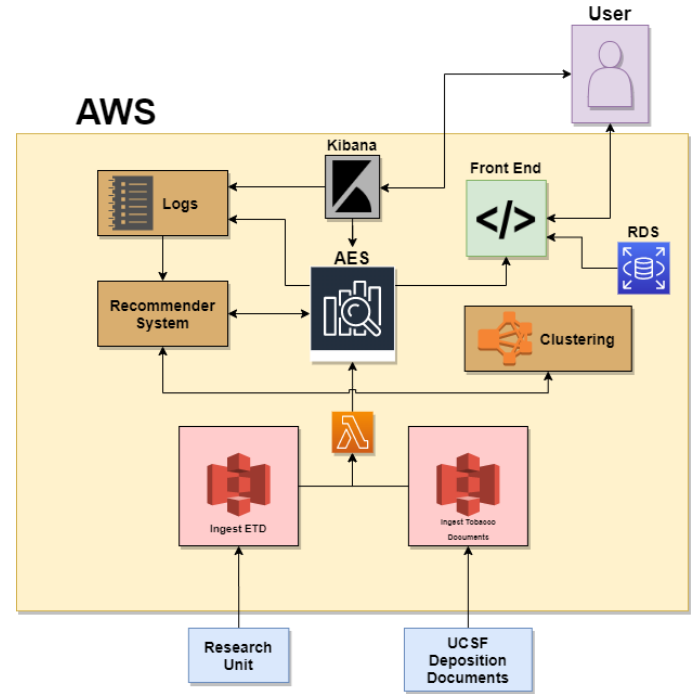 User
AWS
Kibana
Front End
Logs
</>
RDS
AES
Recommender
System
Clustering
λ
Ingest ETD
Ingest Tobacco
Documents
Research
Unit
UCSF
Deposition
Documents